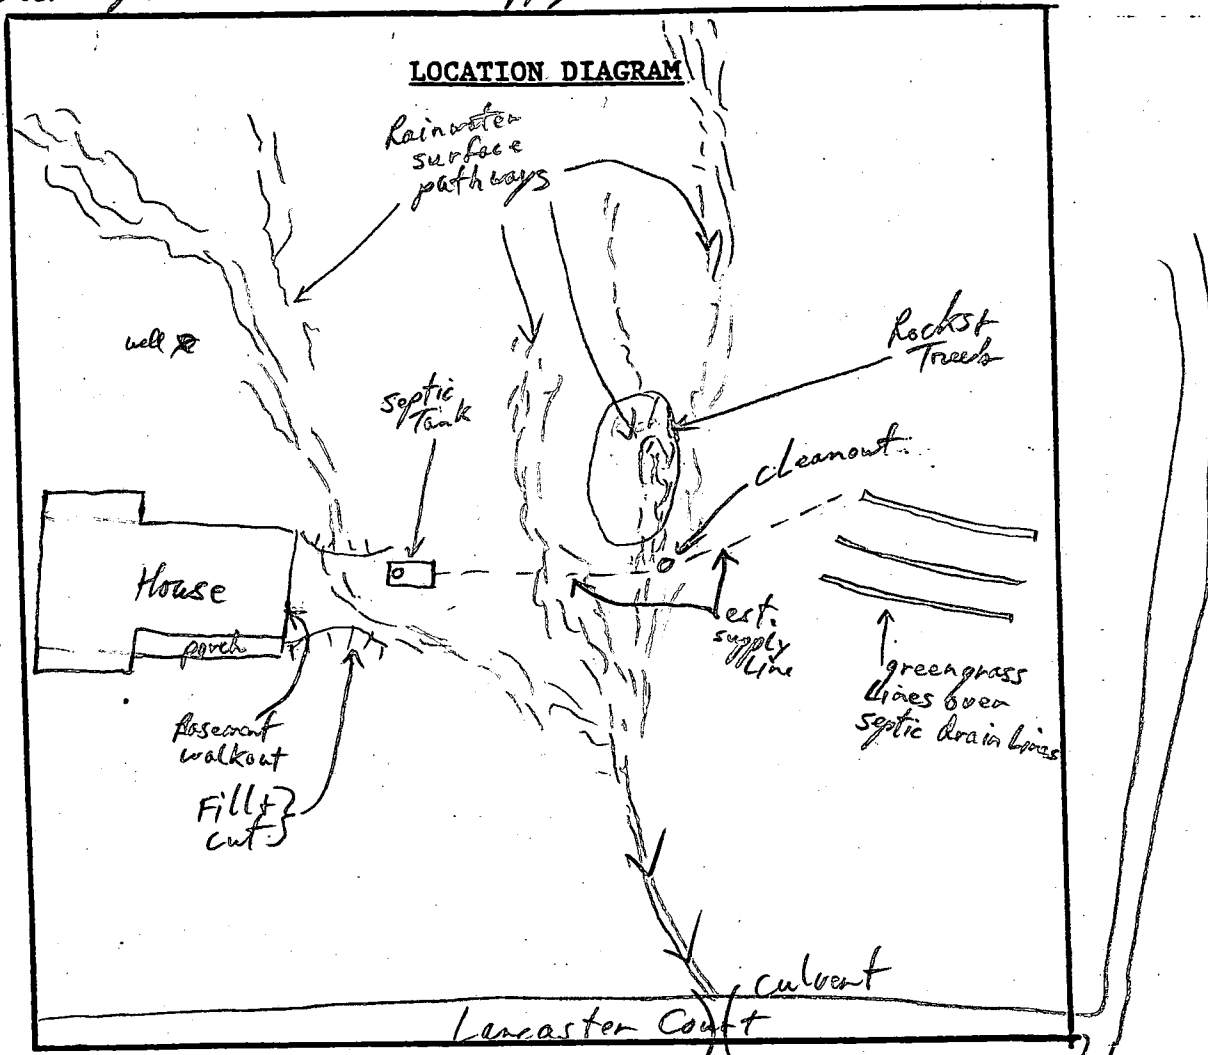 LOCATION DIAGRAM
Rainwater
surface
pathways
well
Rocks +
Trees
Septic
Tank
cleanout
House
porch
est.
supply
Line
greengrass
Lines over
septic drain lines
Basement
walkout
Fill +
cut
culvert
Lancaster Court